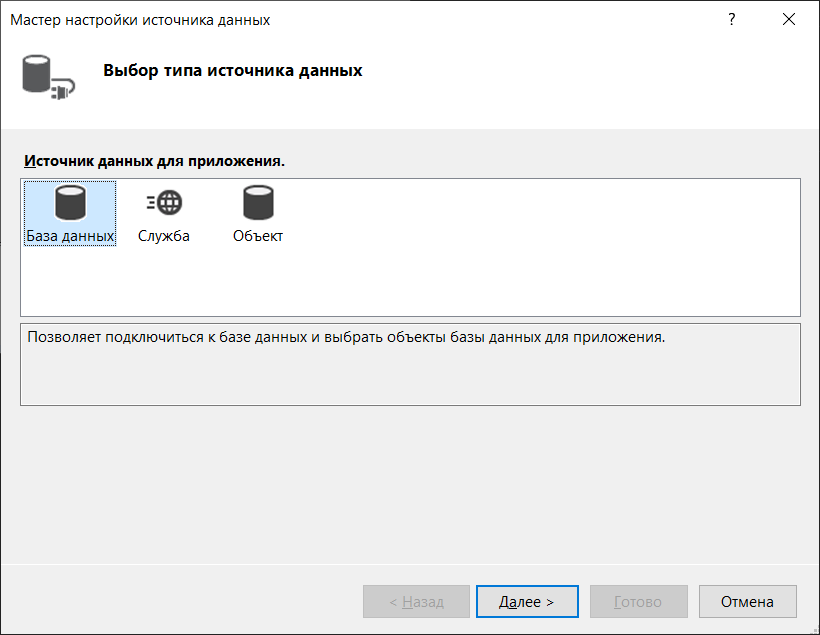 Мастер настройки источника данных
?
Выбор типа источника данных
Источник данных для приложения.
База данных
Служба
Объект
Позволяет подключиться к базе данных и выбрать объекты базы данных для приложения.
< Назад
Далее >
Готово
Отмена